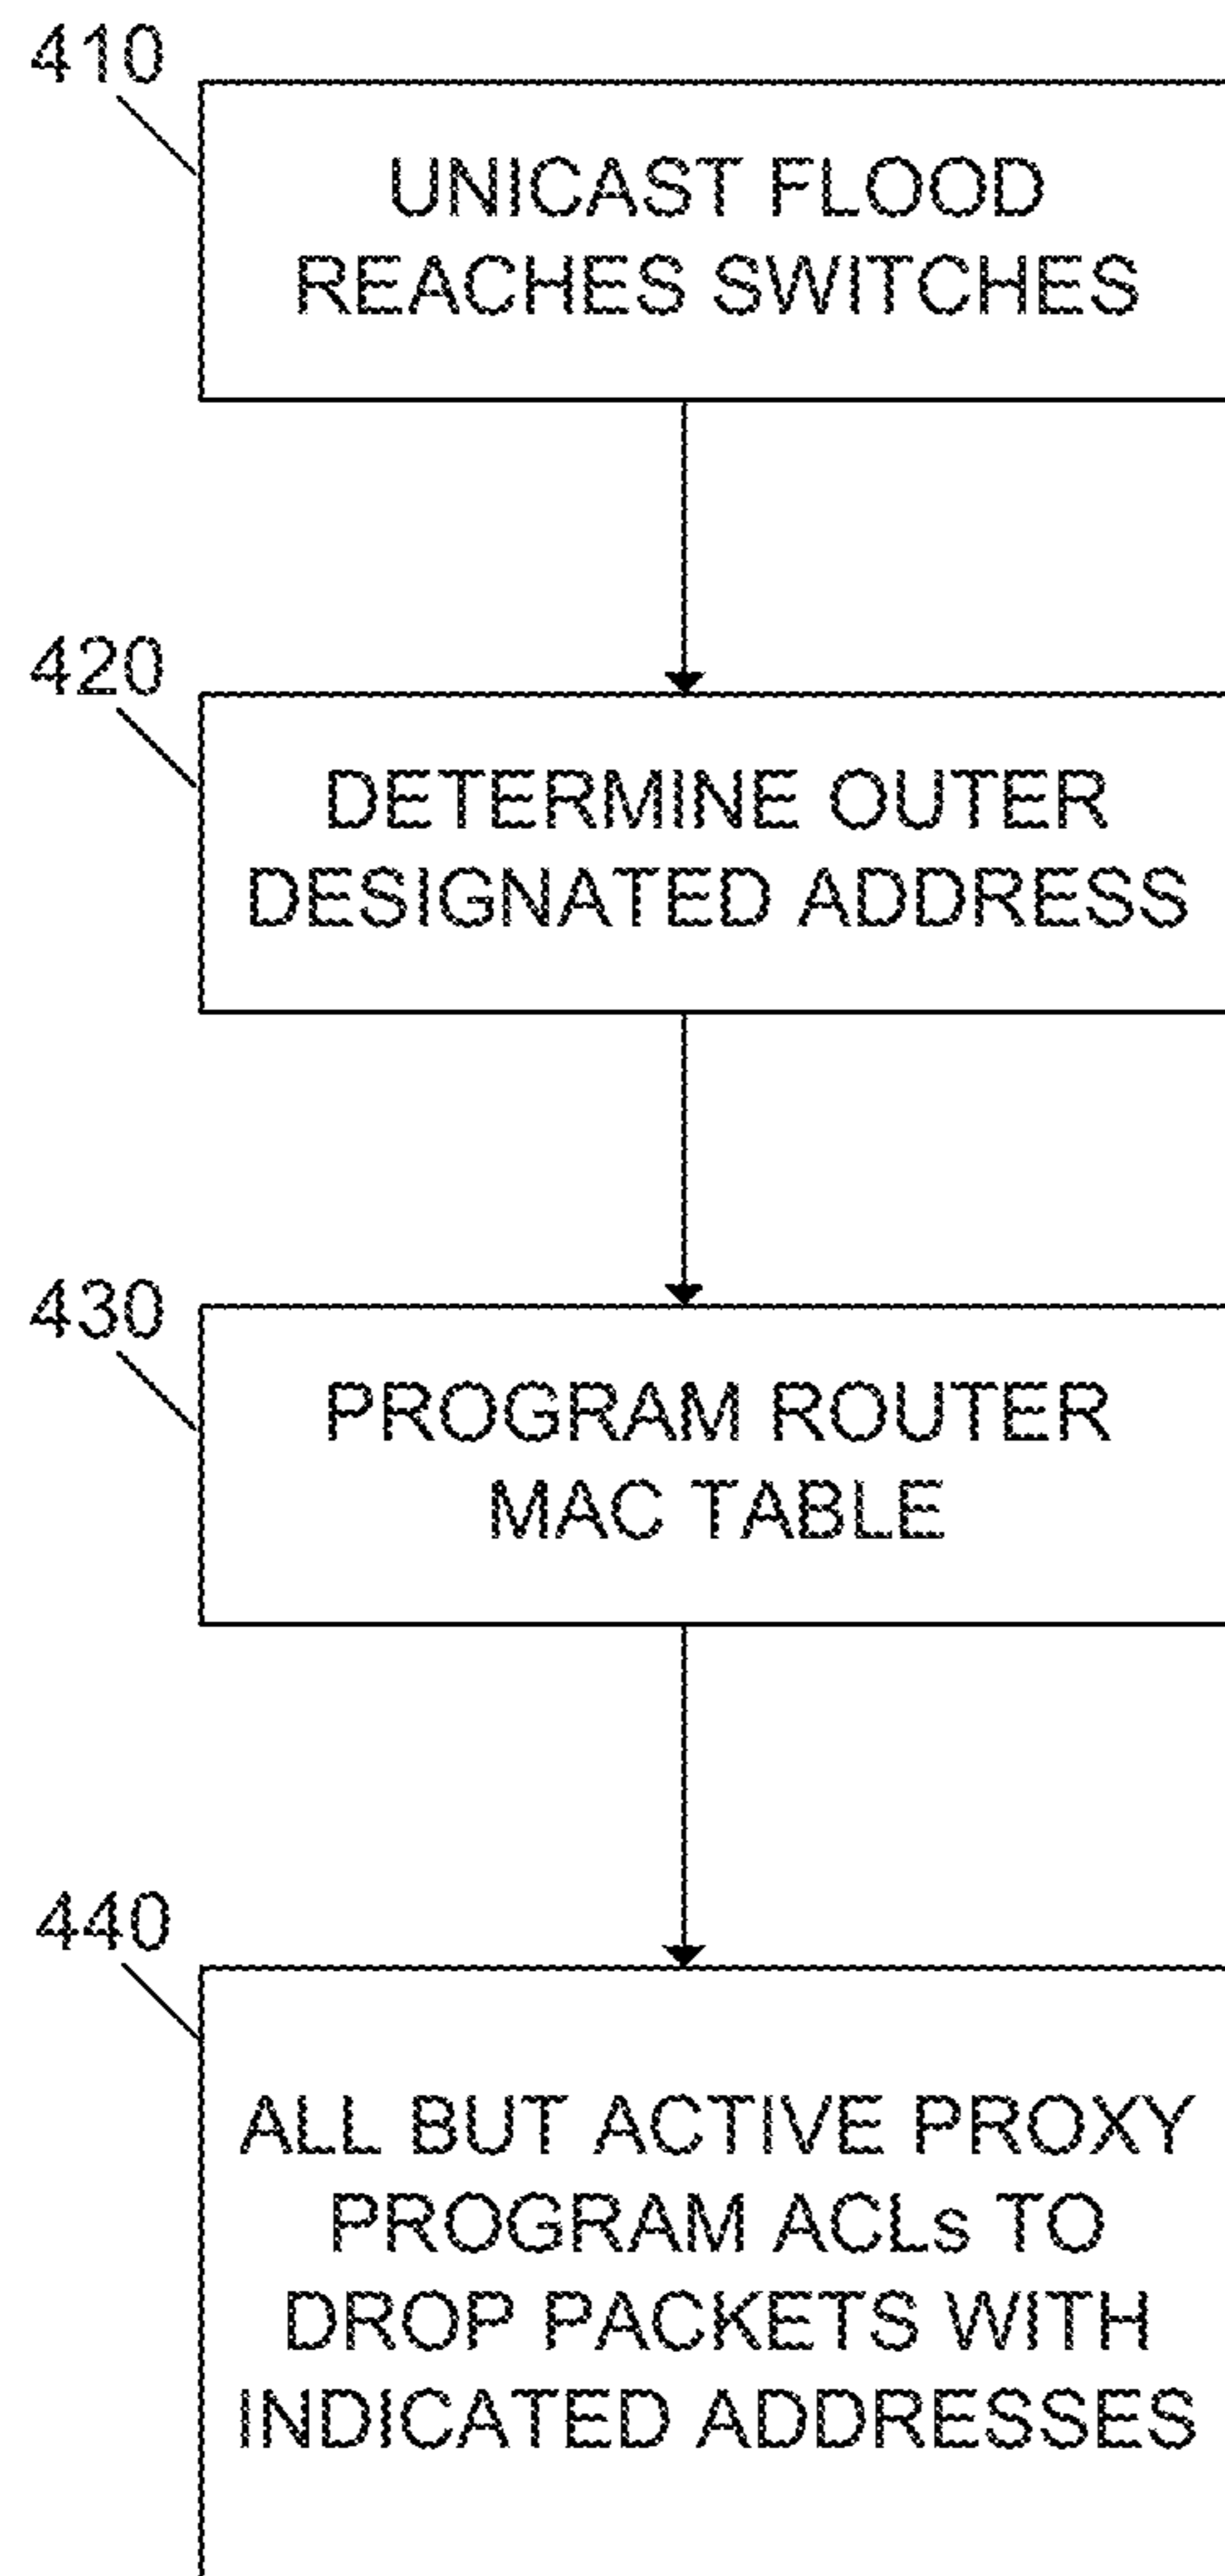 410
UNICAST FLOOD
REACHES SWITCHES
420
DETERMINE OUTER
DESIGNATED ADDRESS
430
PROGRAM ROUTER
MAC TABLE
440
ALL BUT ACTIVE PROXY
PROGRAM ACLs TO
DROP PACKETS WITH
INDICATED ADDRESSES